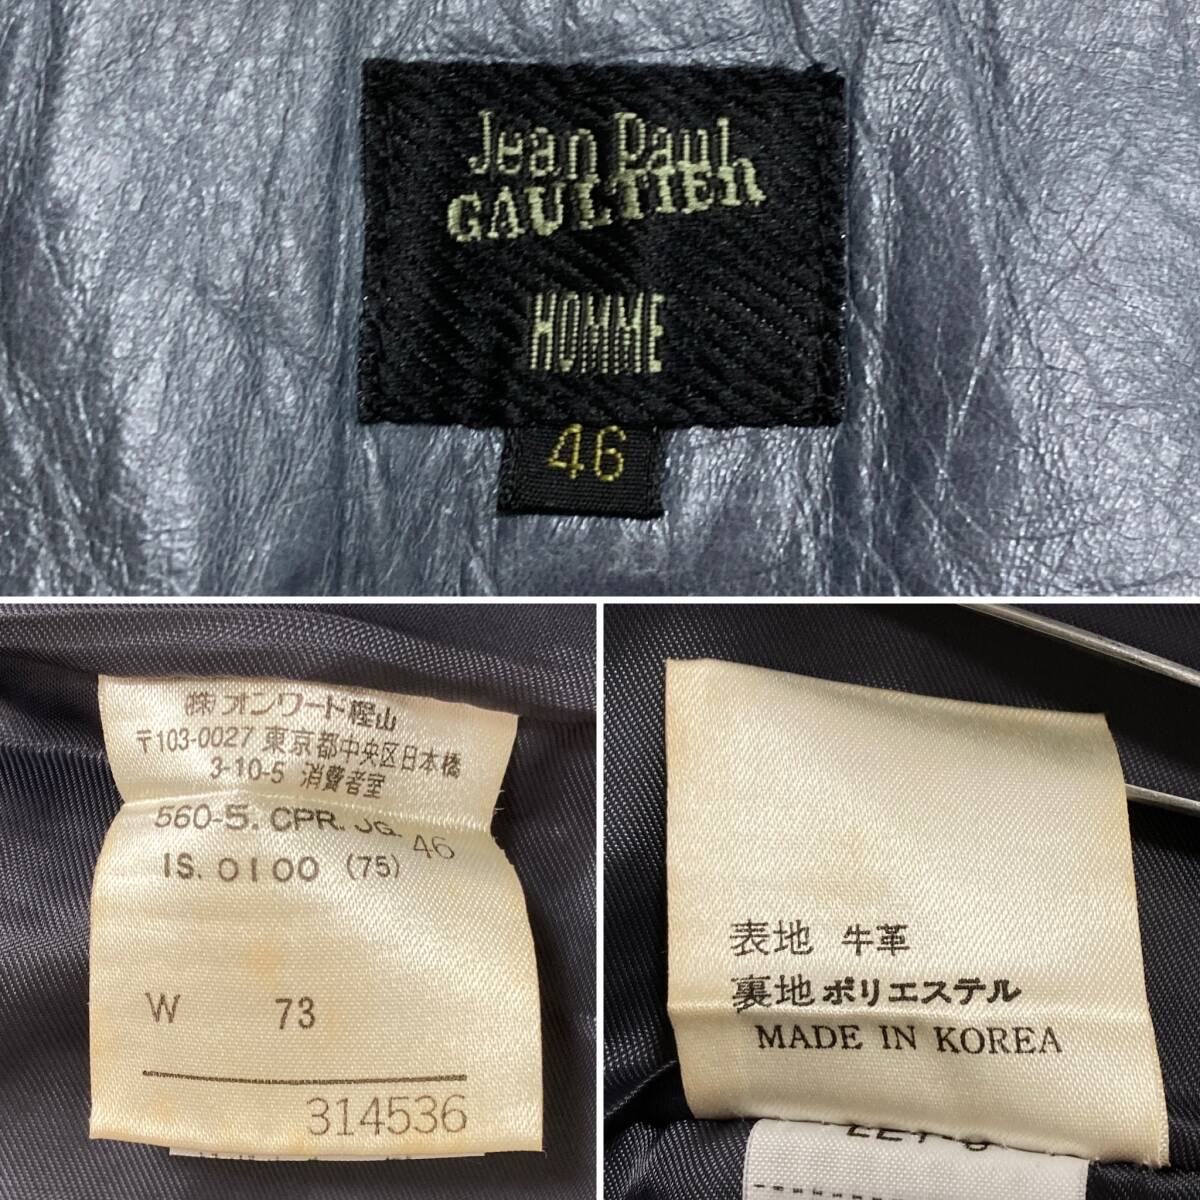 Jean Paul
GAULTIER
HOMME
46
㈱オンワード樫山
〒103-0027 東京都中央区日本橋
3-10-5 消費者室
560-5. CPR. JG. 46
IS. 0100 (75)
W 73
314536
表地 牛革
裏地 ポリエステル
MADE IN KOREA